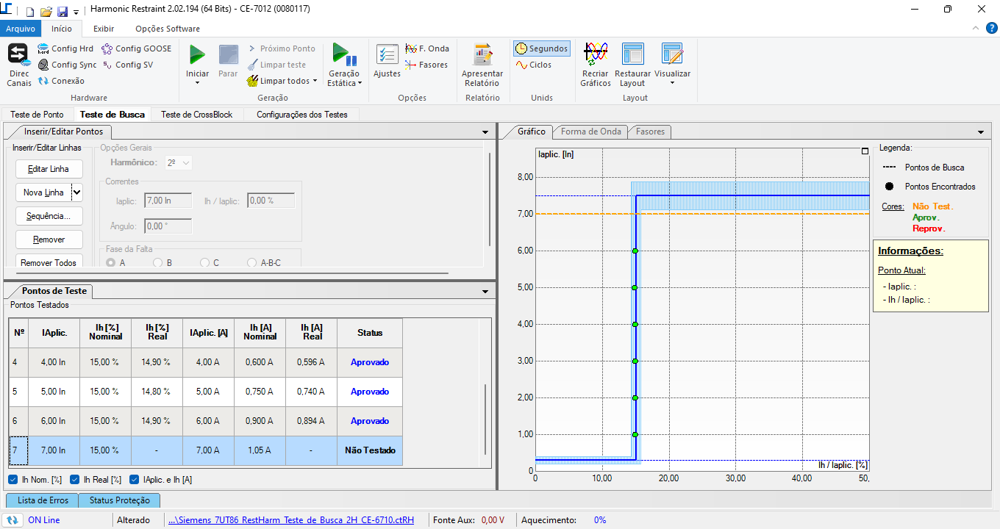 Harmonic Restraint 2.02.194 (64 Bits) - CE-7012 (0080117)
Arquivo Início Exibir Opções Software
Direc Canais
Config Hrd
Config Sync
Conexão
Config GOOSE
Config SV
Hardware
Iniciar
Parar
Próximo Ponto
Limpar teste
Limpar todos
Geração Estática
Geração
Ajustes
F. Onda
Fasores
Opções
Apresentar Relatório
Relatório
Segundos
Ciclos
Unids
Recriar Gráficos
Restaurar Layout
Visualizar
Layout
Teste de Ponto Teste de Busca Teste de CrossBlock Configurações dos Testes
Inserir/Editar Pontos
Inserir/Editar Linhas
Editar Linha
Nova Linha
Sequência...
Remover
Remover Todos
Opções Gerais
Harmônico: 2º
Correntes
Iaplic: 7,00 In Ih / Iaplic: 0,00 %
Ângulo: 0,00 °
Fase da Falta
A B C A-B-C
Pontos de Teste
Pontos Testados
Nº IAplic. Ih [%] Nominal Ih [%] Real IAplic. [A] Ih [A] Nominal Ih [A] Real Status
4 4,00 In 15,00 % 14,90 % 4,00 A 0,600 A 0,596 A Aprovado
5 5,00 In 15,00 % 14,80 % 5,00 A 0,750 A 0,740 A Aprovado
6 6,00 In 15,00 % 14,90 % 6,00 A 0,900 A 0,894 A Aprovado
7 7,00 In 15,00 % - 7,00 A 1,05 A - Não Testado
Ih Nom. [%] Ih Real [%] IAplic. e Ih [A]
Gráfico Forma de Onda Fasores
Iaplic. [In]
8,00
7,00
6,00
5,00
4,00
3,00
2,00
1,00
0
Ih / Iaplic. [%]
0 10,00 20,00 30,00 40,00 50,
Legenda:
Pontos de Busca
Pontos Encontrados
Cores: Não Test.
Aprov.
Reprov.
Informações:
Ponto Atual:
- Iaplic. :
- Ih / Iaplic. :
Lista de Erros Status Proteção
ON Line Alterado ...\Siemens_7UT86_RestHarm_Teste_de_Busca_2H_CE-6710.ctRH Fonte Aux: 0,00 V Aquecimento: 0%